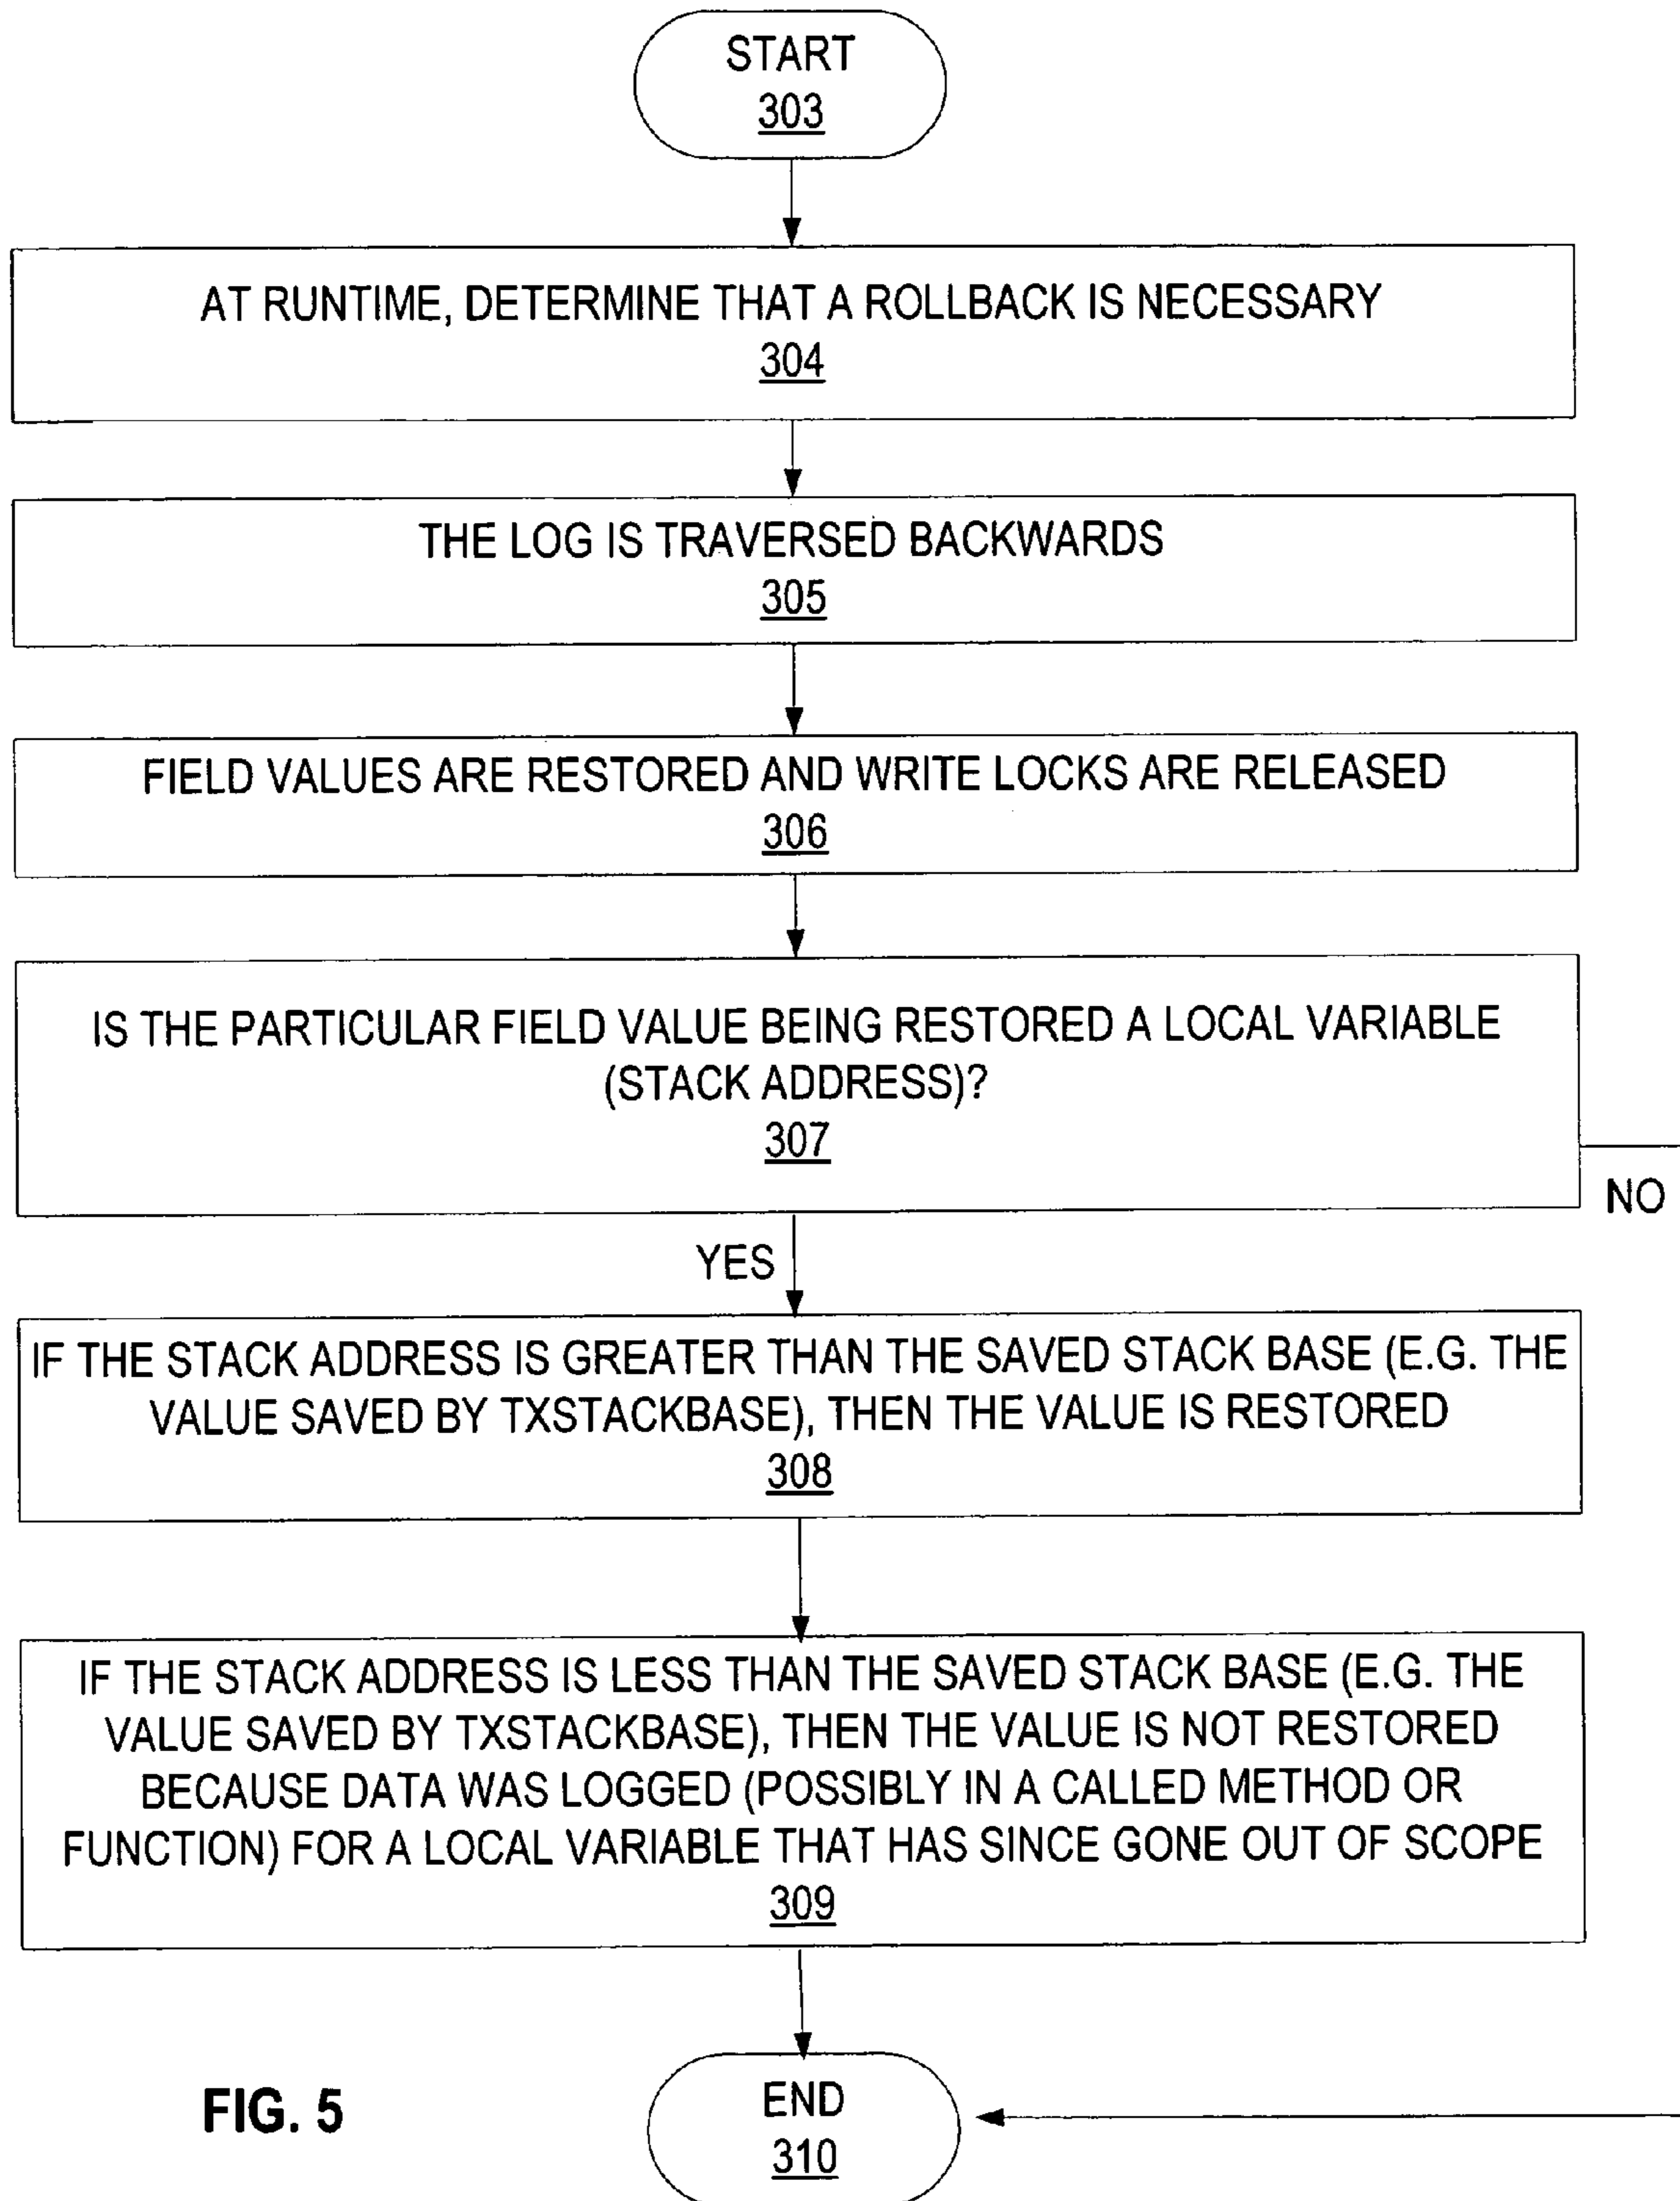 START
303
AT RUNTIME, DETERMINE THAT A ROLLBACK IS NECESSARY
304
THE LOG IS TRAVERSED BACKWARDS
305
FIELD VALUES ARE RESTORED AND WRITE LOCKS ARE RELEASED
306
IS THE PARTICULAR FIELD VALUE BEING RESTORED A LOCAL VARIABLE
(STACK ADDRESS)?
307
NO
YES
IF THE STACK ADDRESS IS GREATER THAN THE SAVED STACK BASE (E.G. THE
VALUE SAVED BY TXSTACKBASE), THEN THE VALUE IS RESTORED
308
IF THE STACK ADDRESS IS LESS THAN THE SAVED STACK BASE (E.G. THE
VALUE SAVED BY TXSTACKBASE), THEN THE VALUE IS NOT RESTORED
BECAUSE DATA WAS LOGGED (POSSIBLY IN A CALLED METHOD OR
FUNCTION) FOR A LOCAL VARIABLE THAT HAS SINCE GONE OUT OF SCOPE
309
END
310
FIG. 5